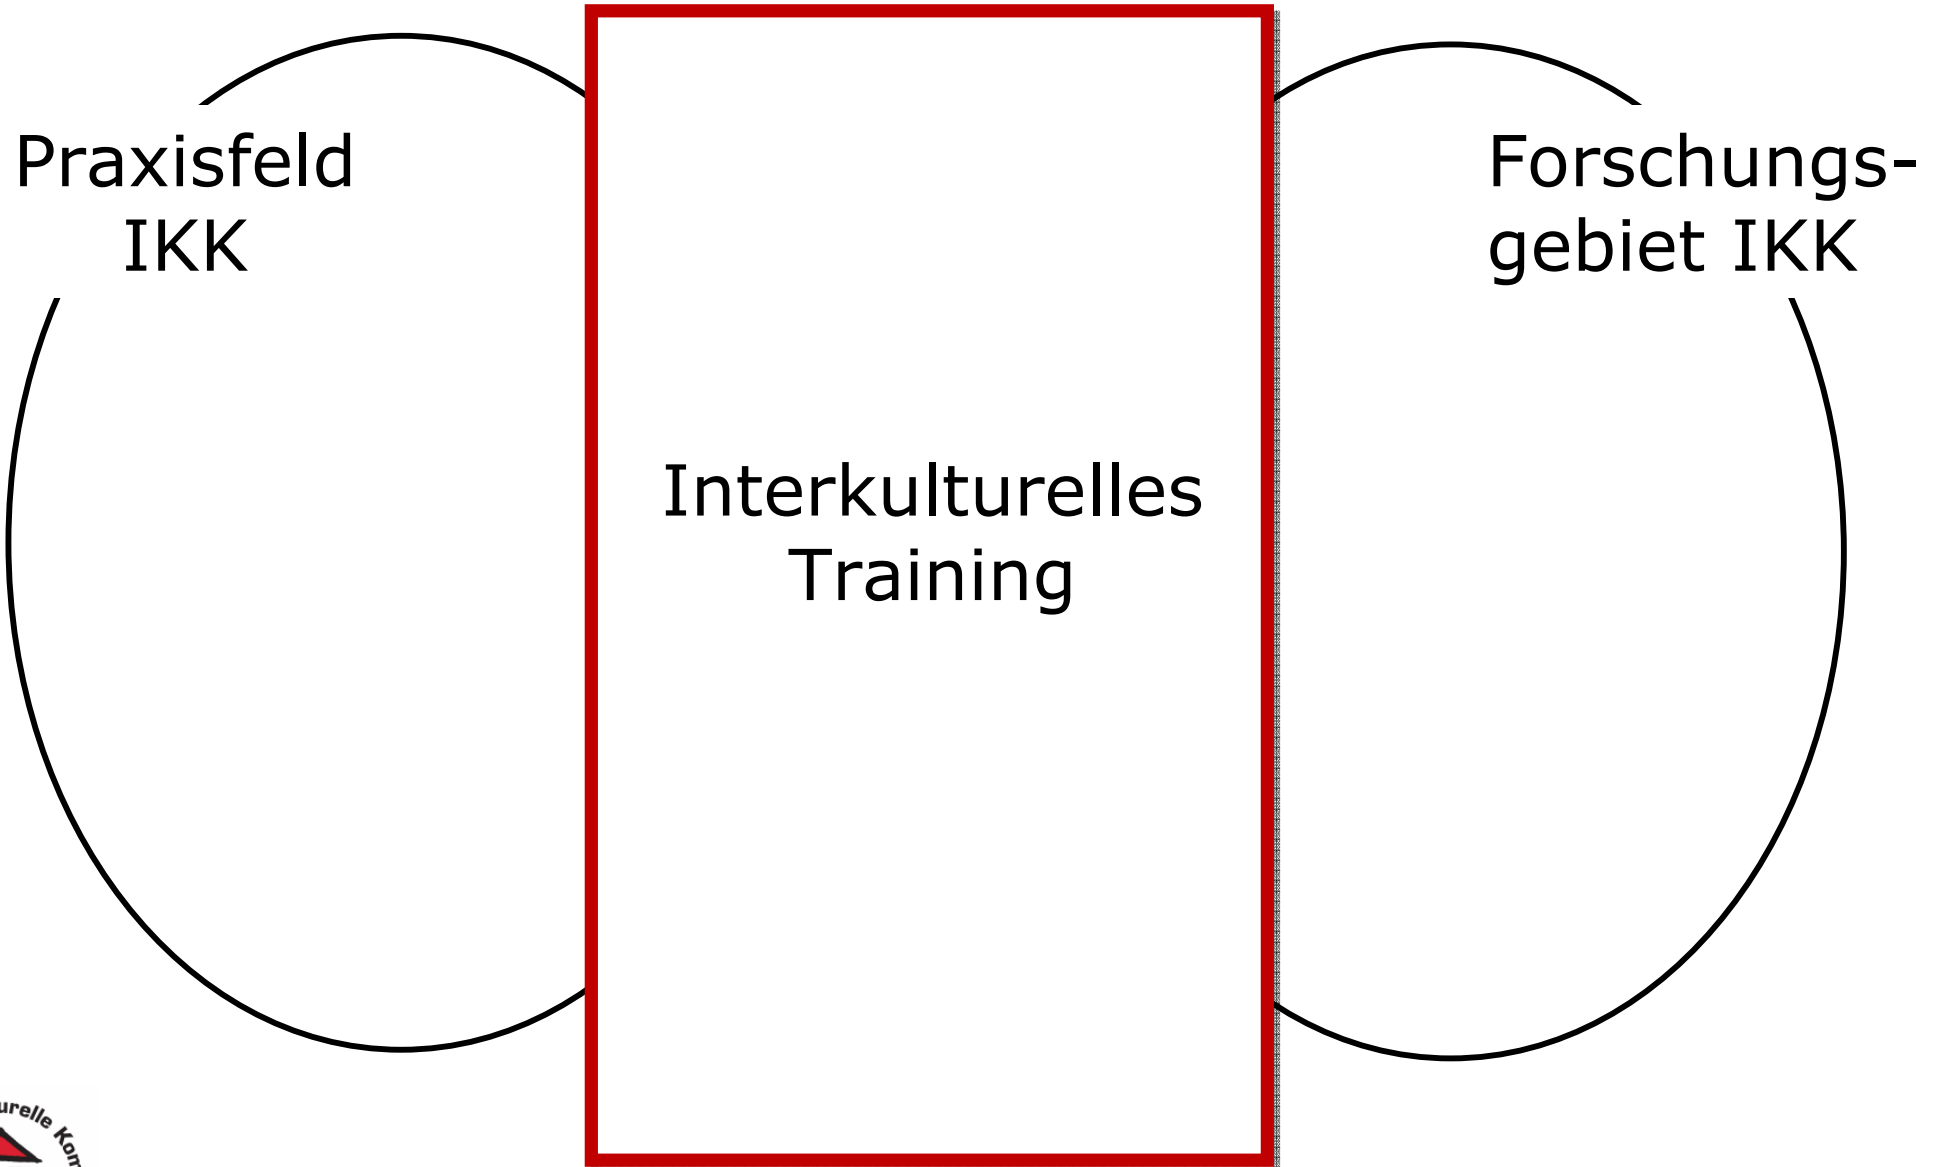 Praxisfeld
IKK
Forschungs-
gebiet IKK
Interkulturelles
Training